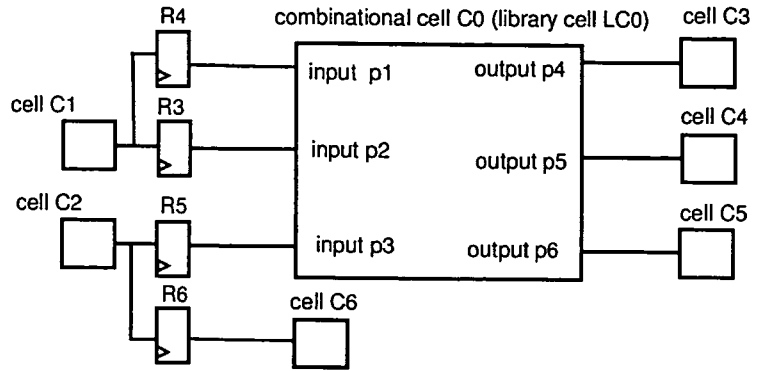 R4
combinational cell C0 (library cell LC0)
cell C3
input p1
output p4
cell C1
R3
cell C4
input p2
output p5
cell C2
R5
cell C5
input p3
output p6
R6
cell C6